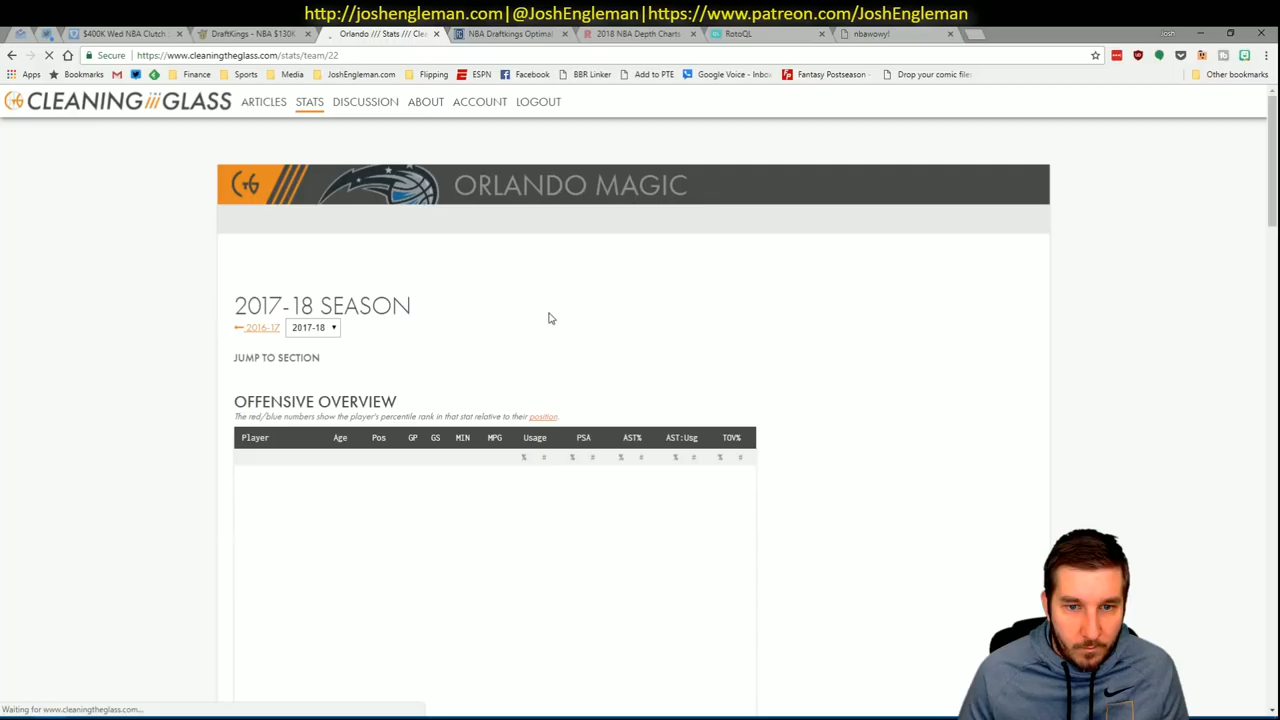 http://joshengleman.com|@JoshEngleman|https://www.patreon.com/JoshEngleman
$400K Wed NBA Clutch
DraftKings - NBA $130K
Orlando /// Stats /// Cle
NBA Draftkings Optimal
2018 NBA Depth Charts
RotoQL
nbawowy!
Josh
Secure
https://www.cleaningtheglass.com/stats/team/22
Apps
Bookmarks
Finance
Sports
Media
JoshEngleman.com
Flipping
ESPN
Facebook
BBR Linker
Add to PTE
Google Voice - Inbo
Fantasy Postseason
Drop your comic files
Other bookmarks
CLEANING THE GLASS
ARTICLES
STATS
DISCUSSION
ABOUT
ACCOUNT
LOGOUT
CTG
ORLANDO MAGIC
2017-18 SEASON
← 2016-17
2017-18
JUMP TO SECTION
OFFENSIVE OVERVIEW
The red/blue numbers show the player's percentile rank in that stat relative to their position.
Player Age Pos GP GS MIN MPG Usage PSA AST% AST:Usg TOV%
% # % # % # % # % #
Waiting for www.cleaningtheglass.com...